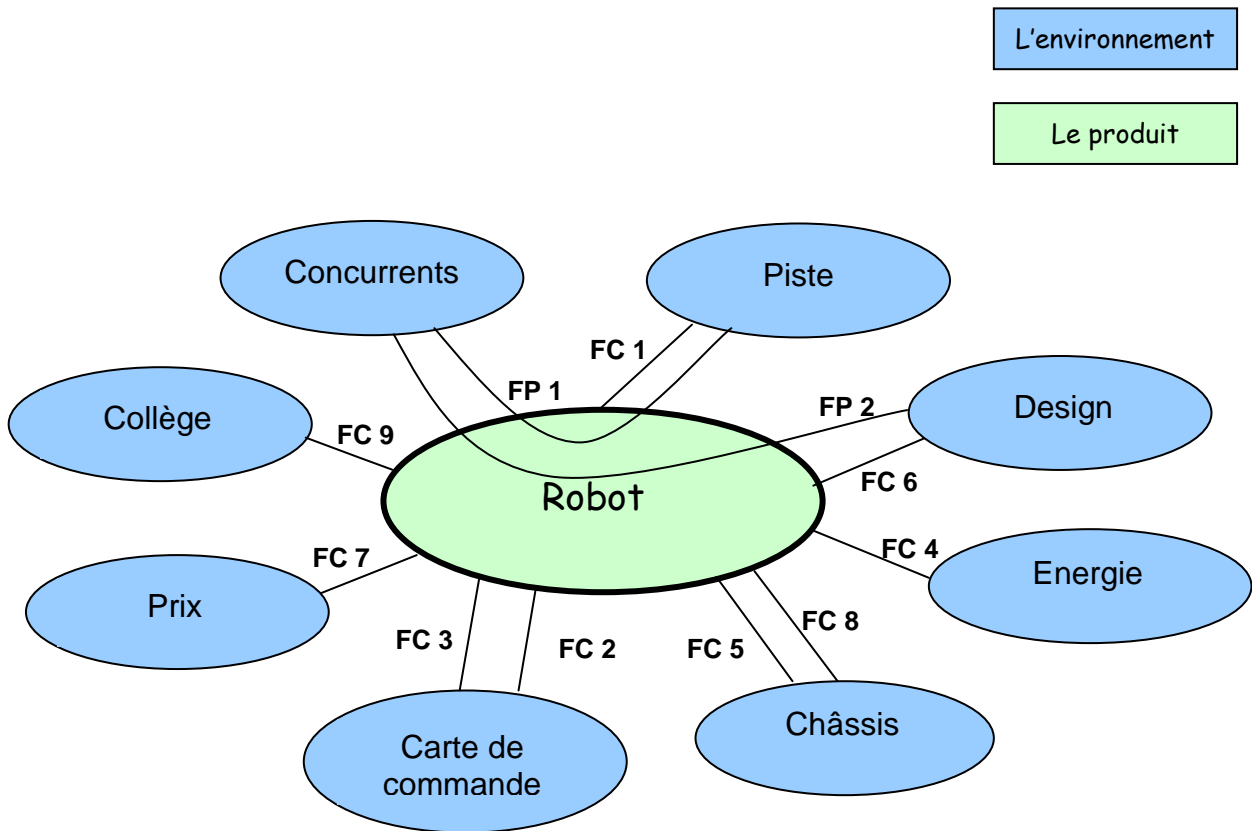 L'environnement
Le produit
Concurrents
Piste
FC 1
FP 1
FP 2
Design
Collège
FC 9
FC 6
Robot
FC 4
Energie
FC 7
Prix
FC 3
FC 2
FC 5
FC 8
Châssis
Carte de
commande